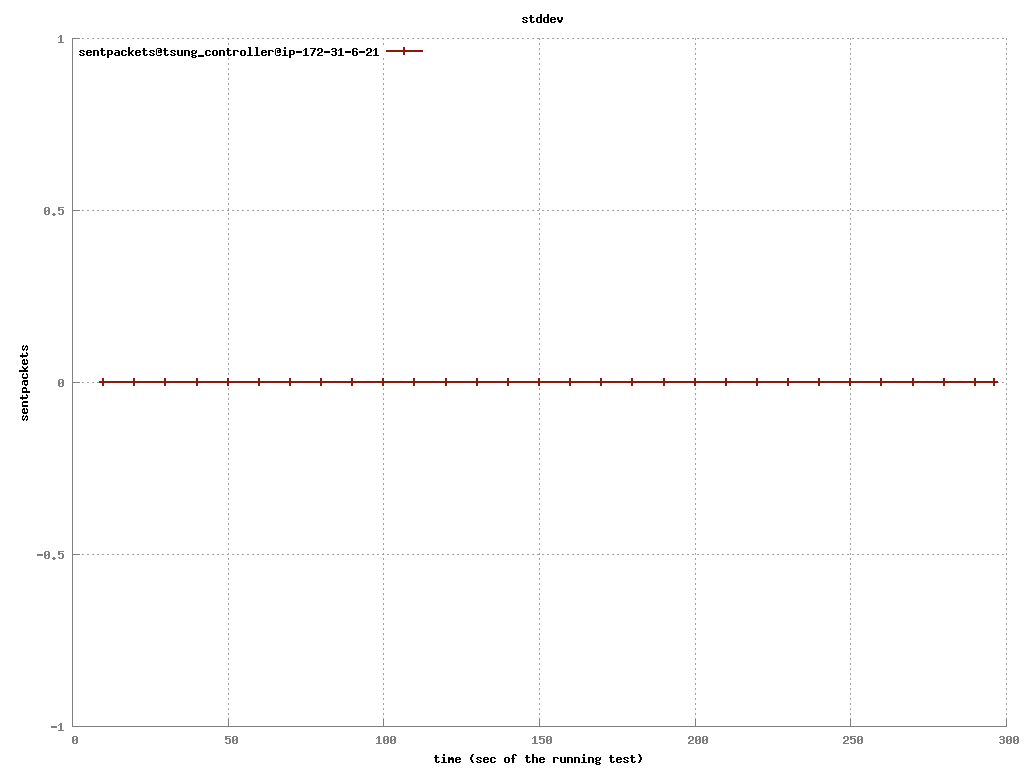 stddev
sentpackets@tsung_controller@ip-172-31-6-21
1
0.5
0
-0.5
-1
sentpackets
0 50 100 150 200 250 300
time (sec of the running test)